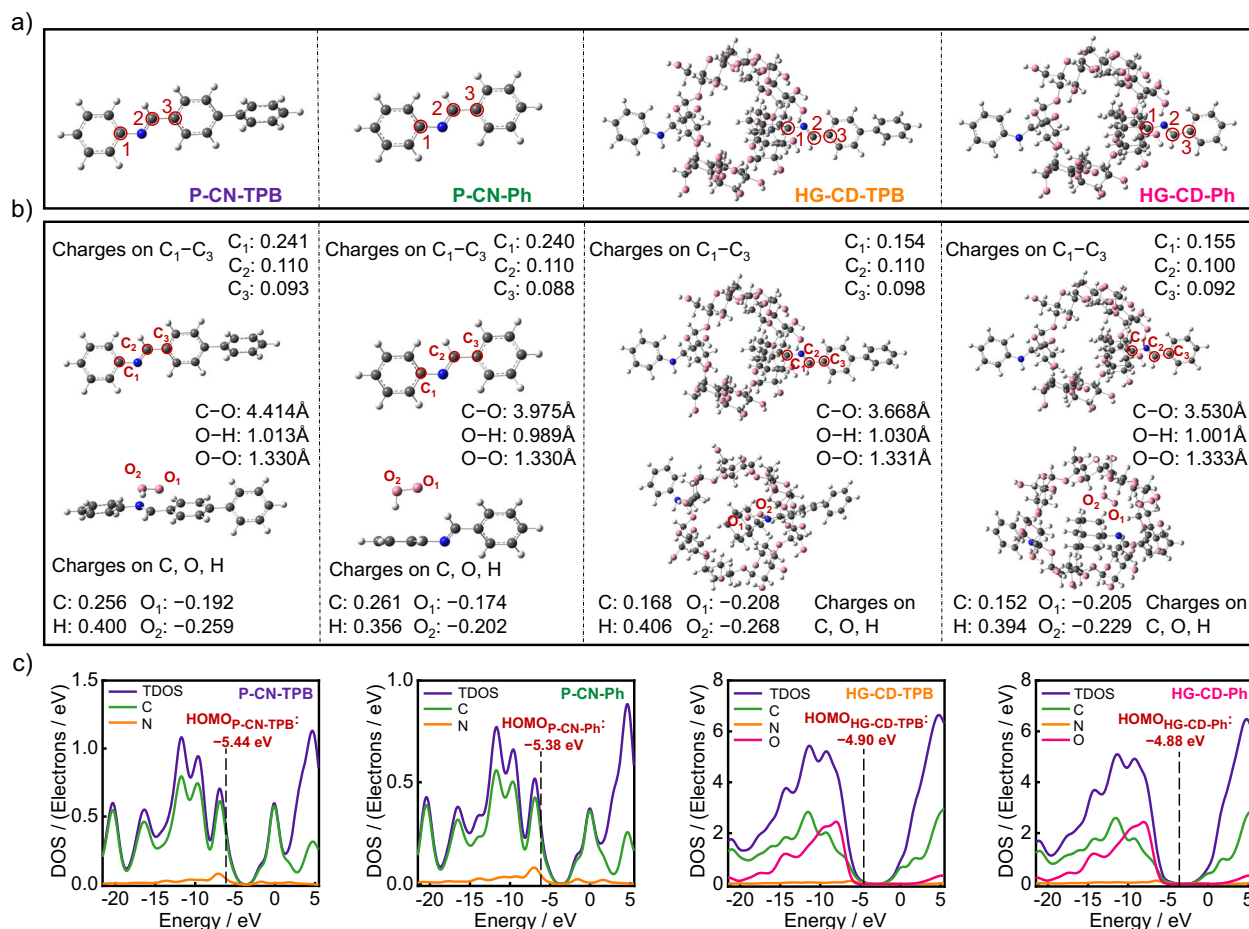 a)
2 3
1
P-CN-TPB
2 3
1
P-CN-Ph
1 2 3
HG-CD-TPB
1 2
3
HG-CD-Ph
b)
Charges on C₁−C₃
C₁: 0.241
C₂: 0.110
C₃: 0.093
C₂ C₃
C₁
C−O: 4.414Å
O−H: 1.013Å
O−O: 1.330Å
O₂ O₁
Charges on C, O, H
C: 0.256 O₁: −0.192
H: 0.400 O₂: −0.259
Charges on C₁−C₃
C₁: 0.240
C₂: 0.110
C₃: 0.088
C₂ C₃
C₁
C−O: 3.975Å
O−H: 0.989Å
O−O: 1.330Å
O₂ O₁
Charges on C, O, H
C: 0.261 O₁: −0.174
H: 0.356 O₂: −0.202
Charges on C₁−C₃
C₁: 0.154
C₂: 0.110
C₃: 0.098
C₂
C₁ C₃
C−O: 3.668Å
O−H: 1.030Å
O−O: 1.331Å
O₂
O₁
C: 0.168 O₁: −0.208 Charges on
H: 0.406 O₂: −0.268 C, O, H
Charges on C₁−C₃
C₁: 0.155
C₂: 0.100
C₃: 0.092
C₁ C₂ C₃
C−O: 3.530Å
O−H: 1.001Å
O−O: 1.333Å
O₂
O₁
C: 0.152 O₁: −0.205 Charges on
H: 0.394 O₂: −0.229 C, O, H
c)
DOS / (Electrons / eV)
1.5
1.0
0.5
0.0
TDOS
C
N
P-CN-TPB
HOMO_P-CN-TPB:
−5.44 eV
-20 -15 -10 -5 0 5
Energy / eV
DOS / (Electrons / eV)
1.0
0.5
0.0
TDOS
C
N
P-CN-Ph
HOMO_P-CN-Ph:
−5.38 eV
-20 -15 -10 -5 0 5
Energy / eV
DOS / (Electrons / eV)
8
6
4
2
0
TDOS
C
N
O
HG-CD-TPB
HOMO_HG-CD-TPB:
−4.90 eV
-20 -15 -10 -5 0 5
Energy / eV
DOS / (Electrons / eV)
8
6
4
2
0
TDOS
C
N
O
HG-CD-Ph
HOMO_HG-CD-Ph:
−4.88 eV
-20 -15 -10 -5 0 5
Energy / eV